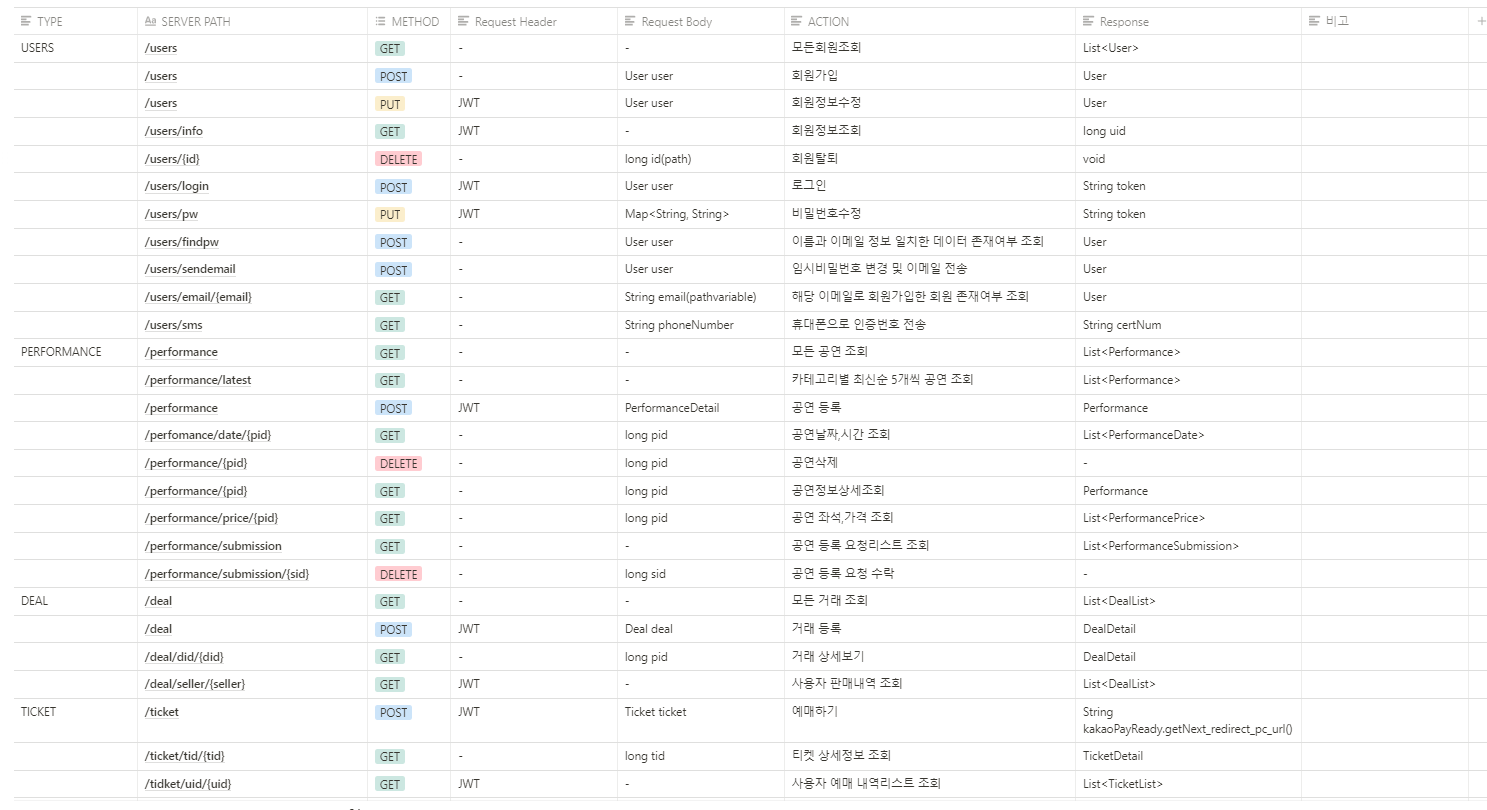 TYPE SERVER PATH METHOD Request Header Request Body ACTION Response 비고
USERS /users GET - - 모든회원조회 List<User>
/users POST - User user 회원가입 User
/users PUT JWT User user 회원정보수정 User
/users/info GET JWT - 회원정보조회 long uid
/users/{id} DELETE - long id(path) 회원탈퇴 void
/users/login POST JWT User user 로그인 String token
/users/pw PUT JWT Map<String, String> 비밀번호수정 String token
/users/findpw POST - User user 이름과 이메일 정보 일치한 데이터 존재여부 조회 User
/users/sendemail POST - User user 임시비밀번호 변경 및 이메일 전송 User
/users/email/{email} GET - String email(pathvariable) 해당 이메일로 회원가입한 회원 존재여부 조회 User
/users/sms GET - String phoneNumber 휴대폰으로 인증번호 전송 String certNum
PERFORMANCE /performance GET - - 모든 공연 조회 List<Performance>
/performance/latest GET - - 카테고리별 최신순 5개씩 공연 조회 List<Performance>
/performance POST JWT PerformanceDetail 공연 등록 Performance
/perfomance/date/{pid} GET - long pid 공연날짜,시간 조회 List<PerformanceDate>
/performance/{pid} DELETE - long pid 공연삭제 -
/performance/{pid} GET - long pid 공연정보상세조회 Performance
/performance/price/{pid} GET - long pid 공연 좌석,가격 조회 List<PerformancePrice>
/performance/submission GET - - 공연 등록 요청리스트 조회 List<PerformanceSubmission>
/performance/submission/{sid} DELETE - long sid 공연 등록 요청 수락 -
DEAL /deal GET - - 모든 거래 조회 List<DealList>
/deal POST JWT Deal deal 거래 등록 DealDetail
/deal/did/{did} GET - long pid 거래 상세보기 DealDetail
/deal/seller/{seller} GET JWT - 사용자 판매내역 조회 List<DealList>
TICKET /ticket POST JWT Ticket ticket 예매하기 String
kakaoPayReady.getNext_redirect_pc_url()
/ticket/tid/{tid} GET - long tid 티켓 상세정보 조회 TicketDetail
/tidket/uid/{uid} GET JWT - 사용자 예매 내역리스트 조회 List<TicketList>